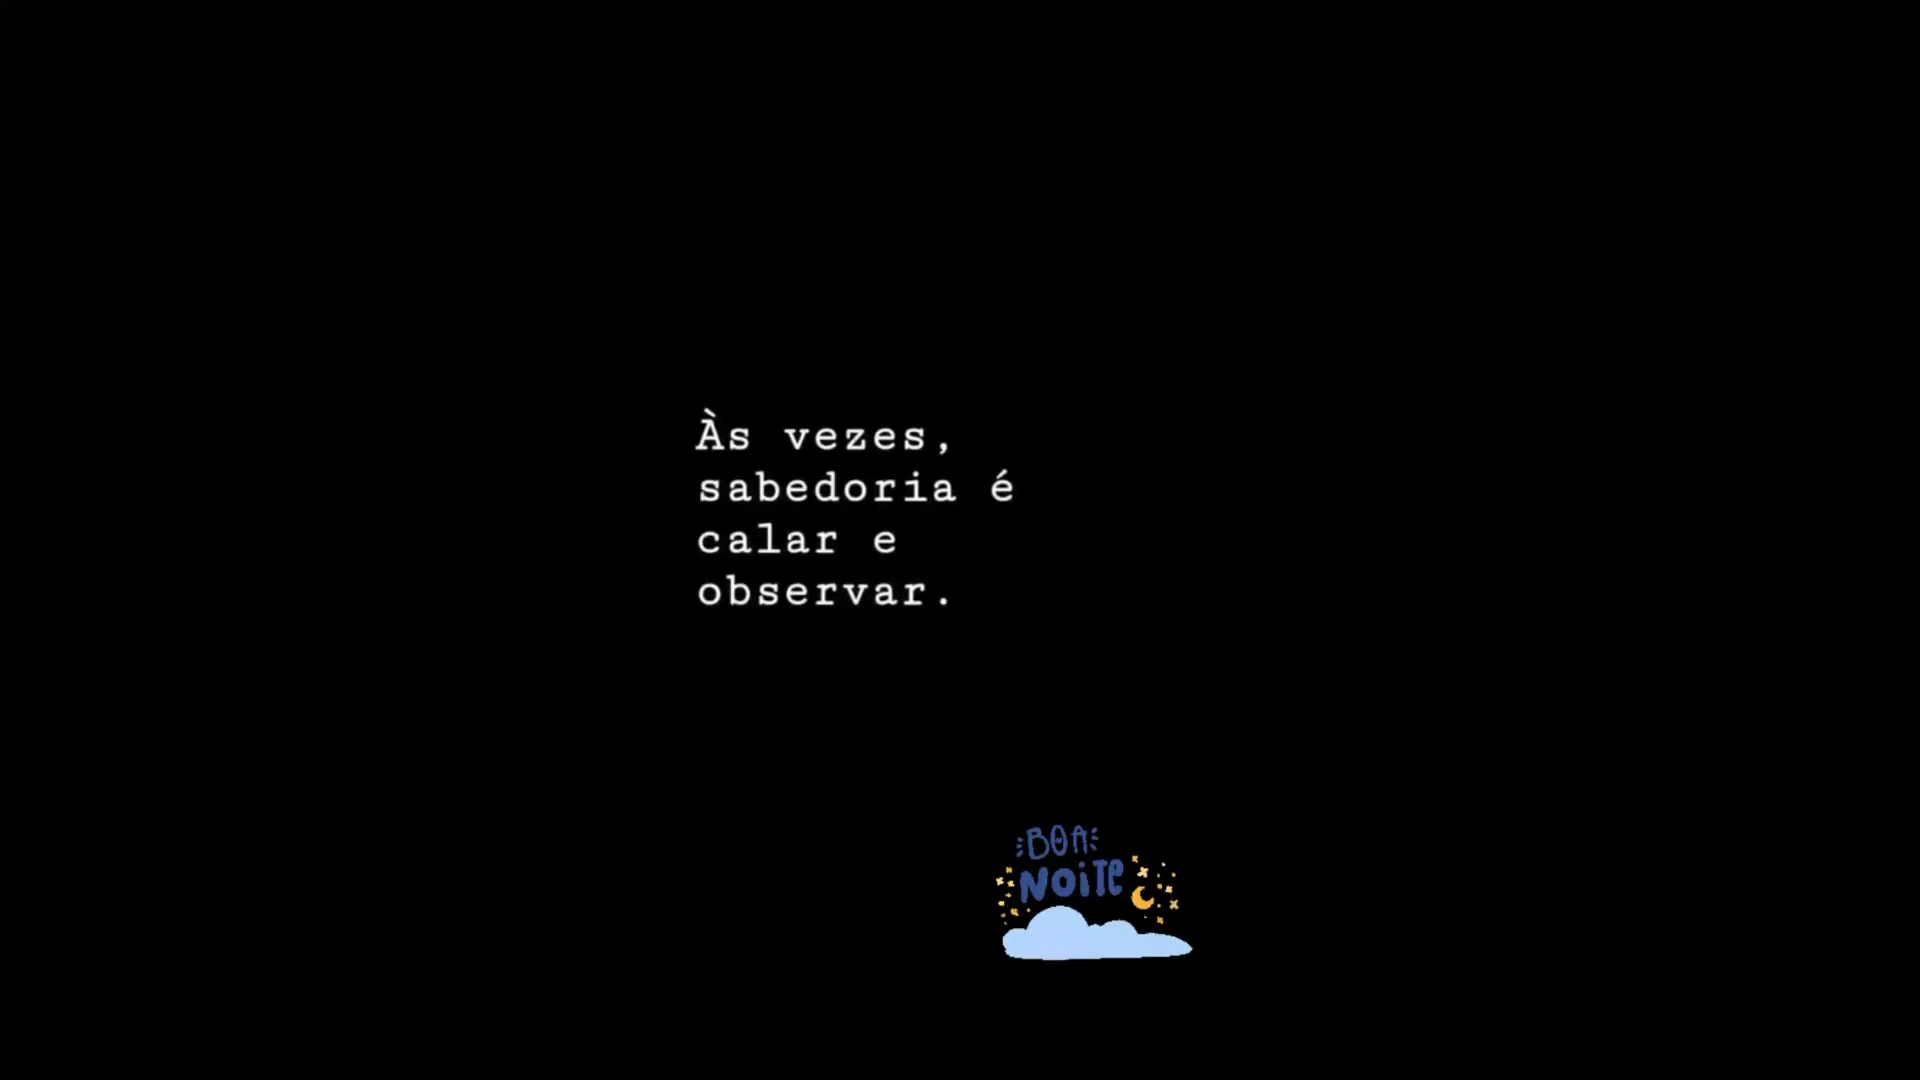 Às vezes,
sabedoria é
calar e
observar.
BOA
NOiTe